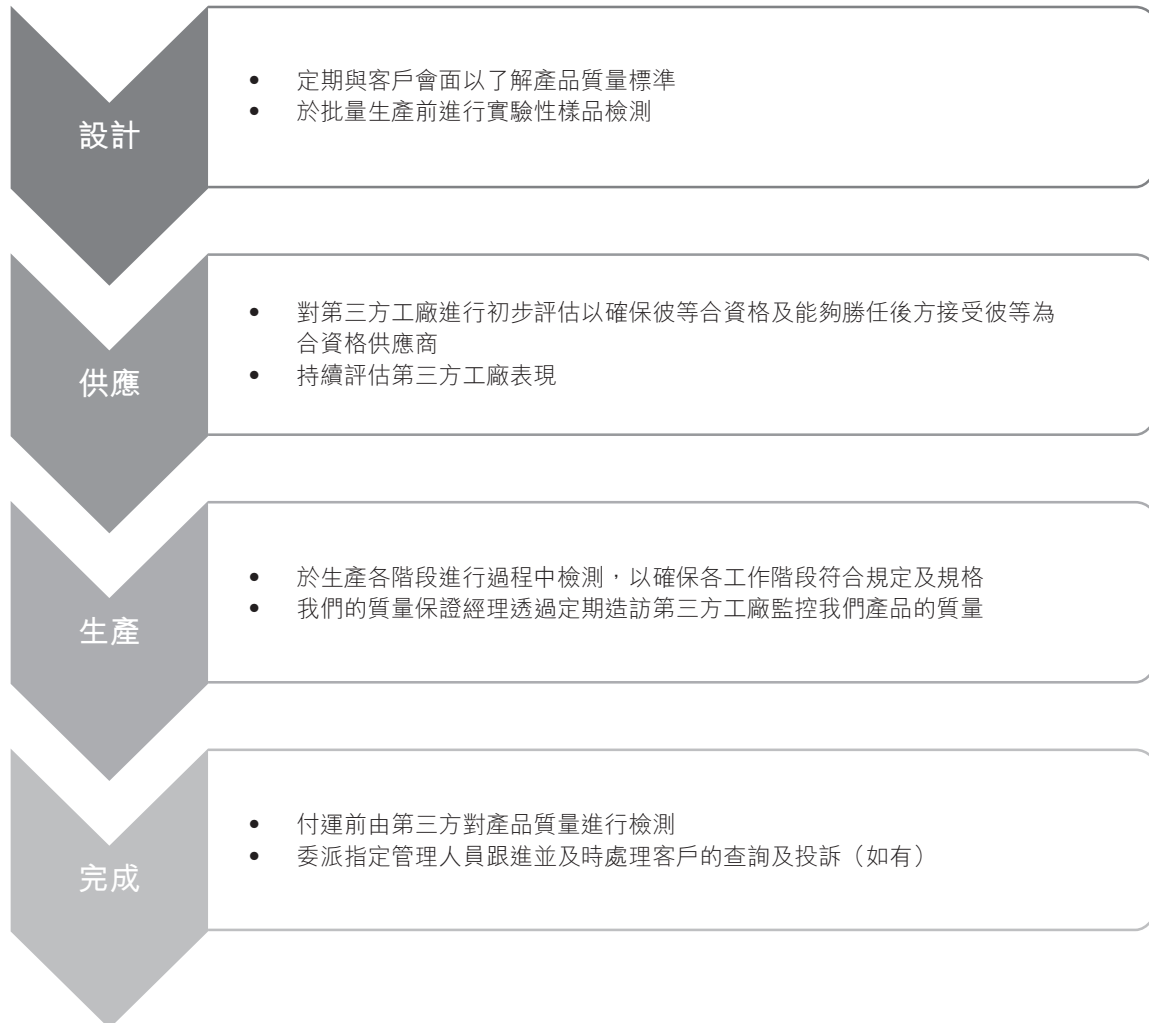 設計
• 定期與客戶會面以了解產品質量標準
• 於批量生產前進行實驗性樣品檢測
供應
• 對第三方工廠進行初步評估以確保彼等合資格及能夠勝任後方接受彼等為
合資格供應商
• 持續評估第三方工廠表現
生產
• 於生產各階段進行過程中檢測,以確保各工作階段符合規定及規格
• 我們的質量保證經理透過定期造訪第三方工廠監控我們產品的質量
完成
• 付運前由第三方對產品質量進行檢測
• 委派指定管理人員跟進並及時處理客戶的查詢及投訴(如有)